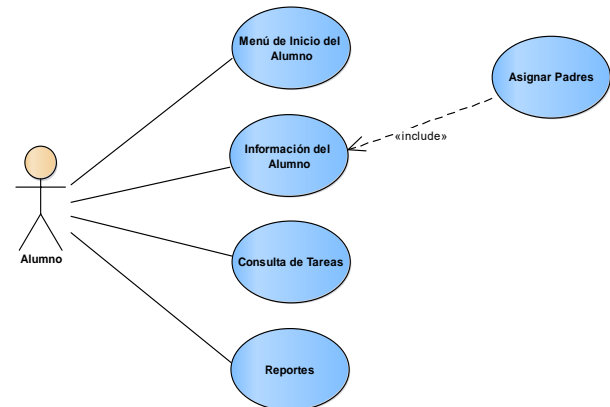 Menú de Inicio del
Alumno
Asignar Padres
«include»
Información del
Alumno
Alumno
Consulta de Tareas
Reportes